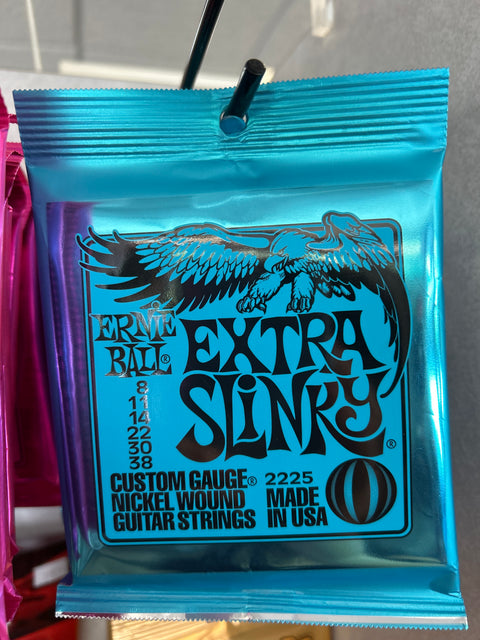 ERNIE
BALL®
EXTRA
SLINKY®
8
11
14
22
30
38
CUSTOM GAUGE®
NICKEL WOUND
GUITAR STRINGS
2225
MADE
IN USA